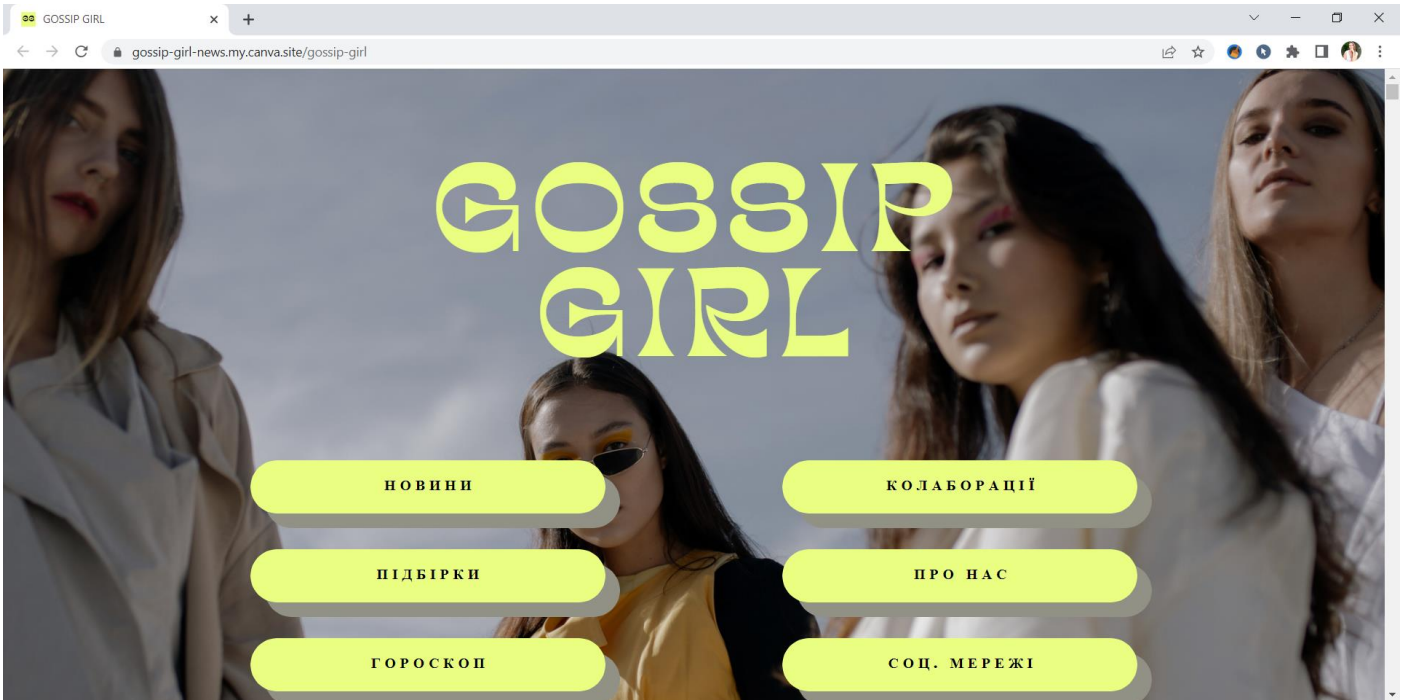 GOSSIP GIRL
gossip-girl-news.my.canva.site/gossip-girl
GOSSIP
GIRL
НОВИНИ
КОЛАБОРАЦІЇ
ПІДБІРКИ
ПРО НАС
ГОРОСКОП
СОЦ. МЕРЕЖІ